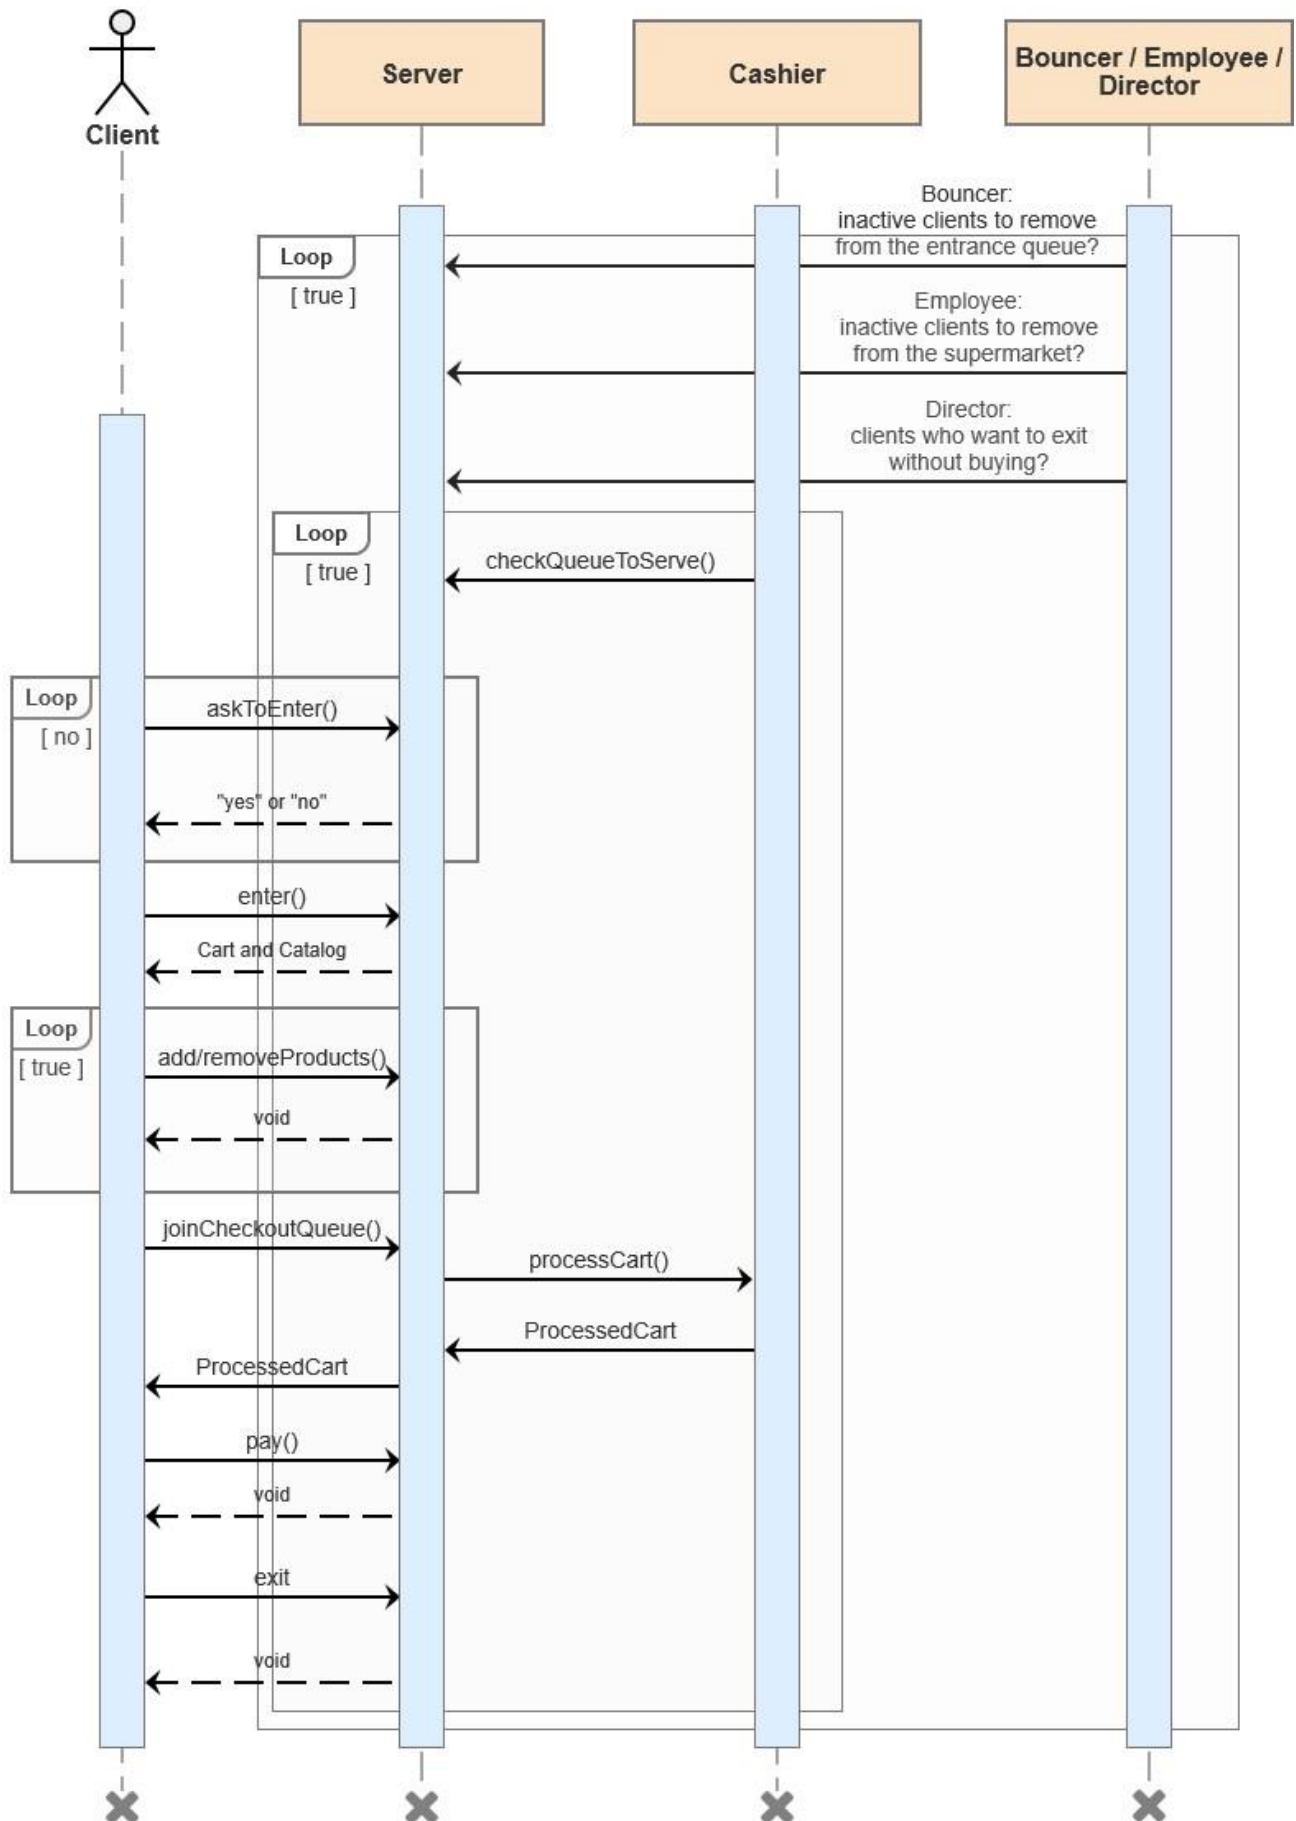 Client
Server
Cashier
Bouncer / Employee /
Director
Bouncer:
inactive clients to remove
from the entrance queue?
Loop
[ true ]
Employee:
inactive clients to remove
from the supermarket?
Director:
clients who want to exit
without buying?
Loop
[ true ]
checkQueueToServe()
Loop
[ no ]
askToEnter()
"yes" or "no"
enter()
Cart and Catalog
Loop
[ true ]
add/removeProducts()
void
joinCheckoutQueue()
processCart()
ProcessedCart
ProcessedCart
pay()
void
exit
void